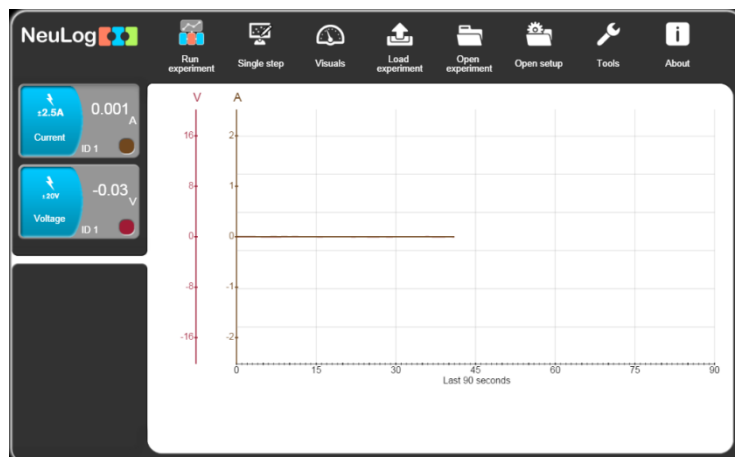 NeuLog
Run
experiment
Single step
Visuals
Load
experiment
Open
experiment
Open setup
Tools
About
±2.5A
Current
0.001
A
ID 1
±20V
Voltage
-0.03
V
ID 1
V
A
16
2
8
1
0
0
-8
-1
-16
-2
0
15
30
45
60
75
90
Last 90 seconds